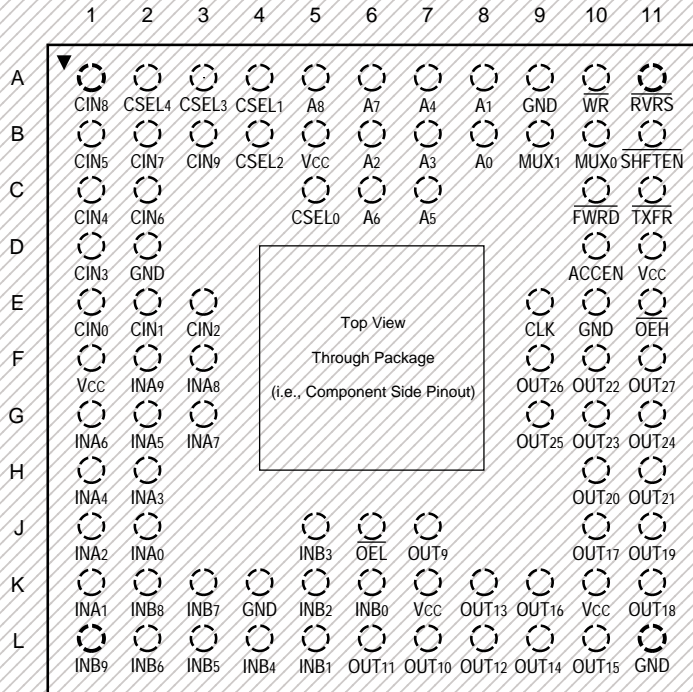 1 2 3 4 5 6 7 8 9 10 11
A
CIN8 CSEL4 CSEL3 CSEL1 A8 A7 A4 A1 GND WR RVRS
B
CIN5 CIN7 CIN9 CSEL2 VCC A2 A3 A0 MUX1 MUX0 SHFTEN
C
CIN4 CIN6 CSEL0 A6 A5 FWRD TXFR
D
CIN3 GND ACCEN VCC
E
CIN0 CIN1 CIN2 CLK GND OEH
F
VCC INA9 INA8 OUT26 OUT22 OUT27
G
INA6 INA5 INA7 OUT25 OUT23 OUT24
H
INA4 INA3 OUT20 OUT21
J
INA2 INA0 INB3 OEL OUT9 OUT17 OUT19
K
INA1 INB8 INB7 GND INB2 INB0 VCC OUT13 OUT16 VCC OUT18
L
INB9 INB6 INB5 INB4 INB1 OUT11 OUT10 OUT12 OUT14 OUT15 GND
Top View
Through Package
(i.e., Component Side Pinout)